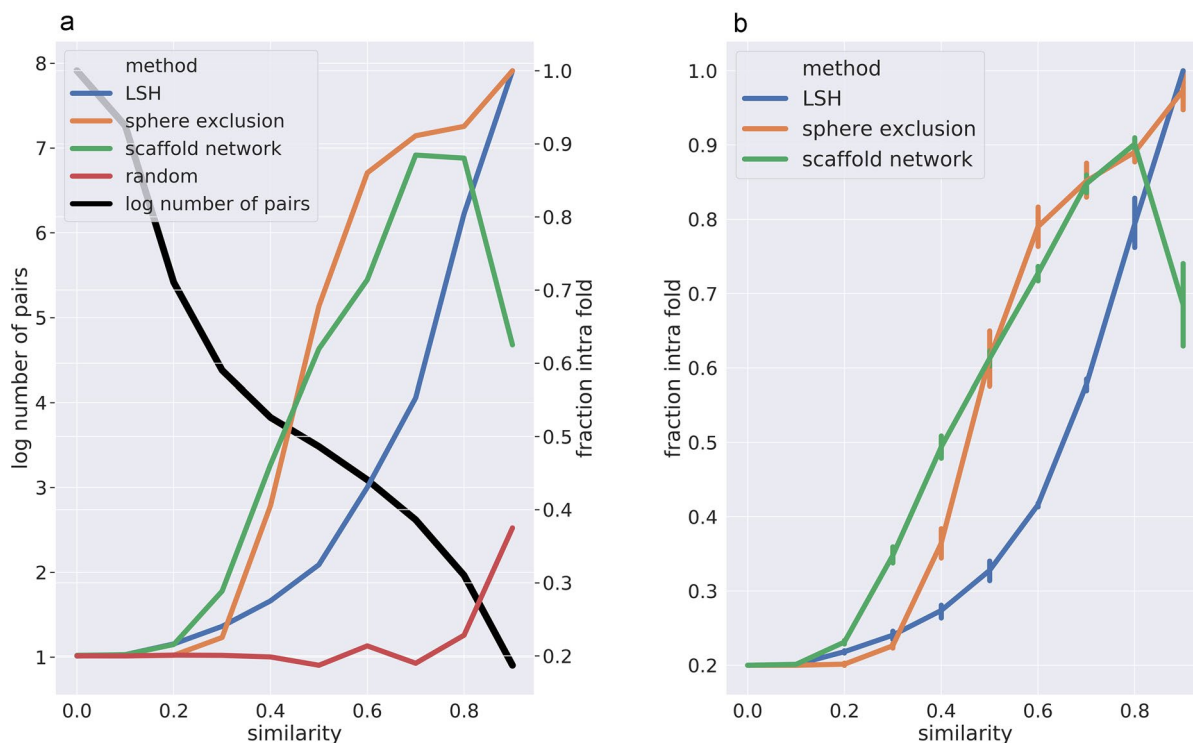 a
method
LSH
sphere exclusion
scaffold network
random
log number of pairs
8
7
6
5
4
3
2
1
log number of pairs
1.0
0.9
0.8
0.7
0.6
0.5
0.4
0.3
0.2
fraction intra fold
0.0
0.2
0.4
0.6
0.8
similarity
b
method
LSH
sphere exclusion
scaffold network
1.0
0.9
0.8
0.7
0.6
0.5
0.4
0.3
0.2
fraction intra fold
0.0
0.2
0.4
0.6
0.8
similarity